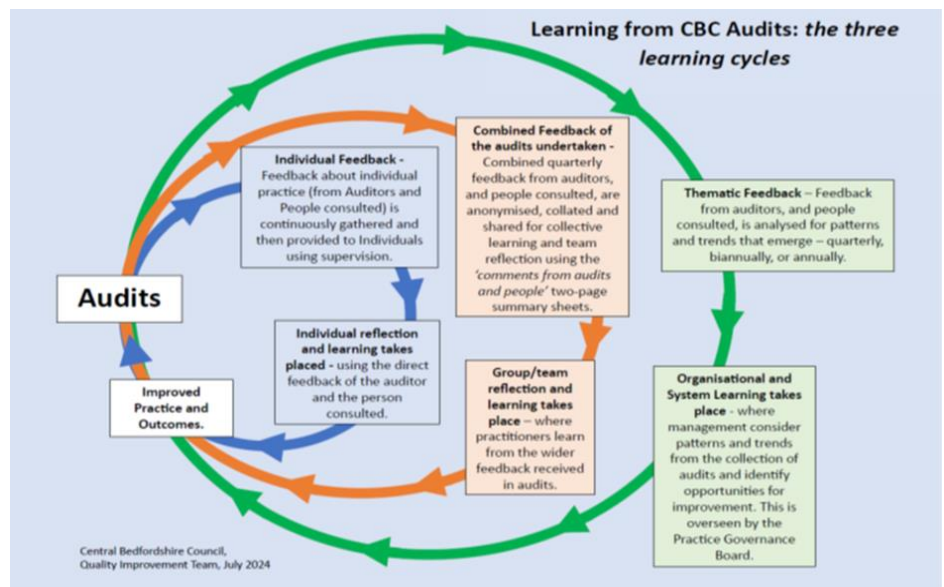 Learning from CBC Audits: the three
learning cycles
Individual Feedback -
Feedback about individual
practice (from Auditors and
People consulted) is
continuously gathered and
then provided to Individuals
using supervision.
Combined Feedback of
the audits undertaken -
Combined quarterly
feedback from auditors,
and people consulted, are
anonymised, collated and
shared for collective
learning and team
reflection using the
‘comments from audits
and people’ two-page
summary sheets.
Thematic Feedback – Feedback
from auditors, and people
consulted, is analysed for patterns
and trends that emerge – quarterly,
biannually, or annually.
Audits
Individual reflection
and learning takes
placed - using the direct
feedback of the auditor
and the person
consulted.
Group/team
reflection and
learning takes
place – where
practitioners learn
from the wider
feedback received
in audits.
Organisational and
System Learning takes
place - where
management consider
patterns and trends
from the collection of
audits and identify
opportunities for
improvement. This is
overseen by the
Practice Governance
Board.
Improved
Practice and
Outcomes.
Central Bedfordshire Council,
Quality Improvement Team, July 2024